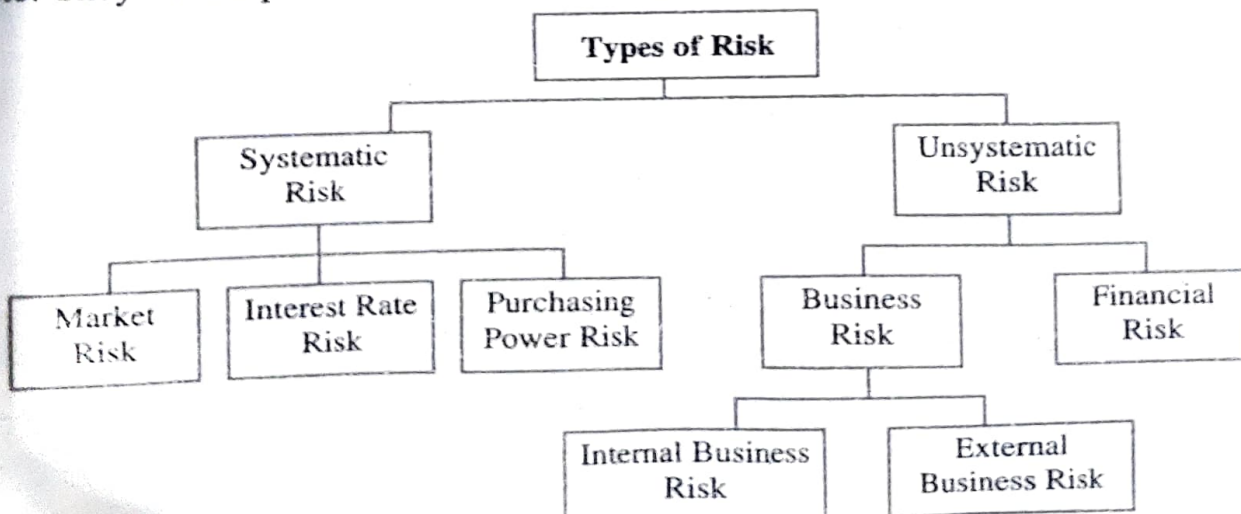 Types of Risk
Systematic
Risk
Unsystematic
Risk
Market
Risk
Interest Rate
Risk
Purchasing
Power Risk
Business
Risk
Financial
Risk
Internal Business
Risk
External
Business Risk